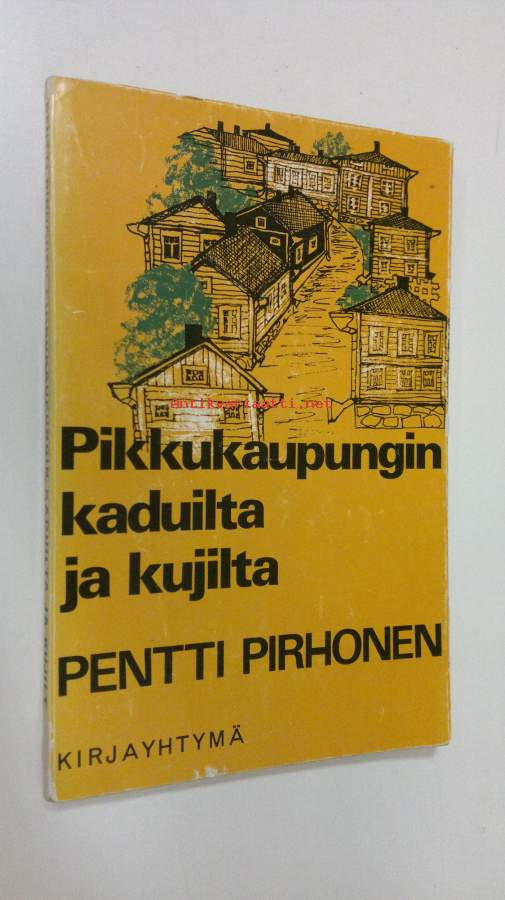 antikvariaatti.net
Pikkukaupungin
kaduilta
ja kujilta
PENTTI PIRHONEN
KIRJAYHTYMÄ